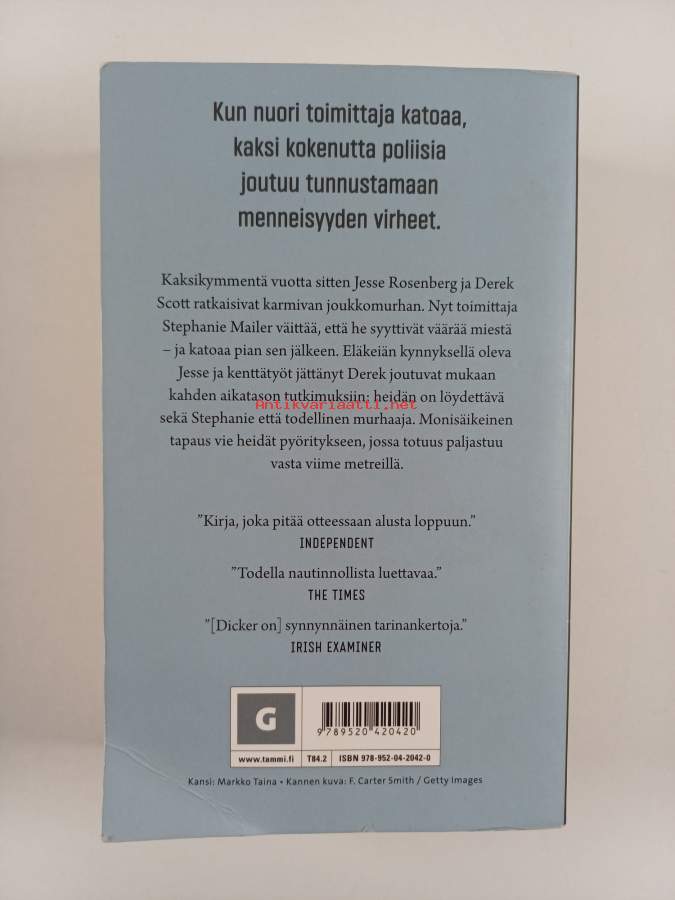 Kun nuori toimittaja katoaa,
kaksi kokenutta poliisia
joutuu tunnustamaan
menneisyyden virheet.
Kaksikymmentä vuotta sitten Jesse Rosenberg ja Derek
Scott ratkaisivat karmivan joukkomurhan. Nyt toimittaja
Stephanie Mailer väittää, että he syyttivät väärää miestä
– ja katoaa pian sen jälkeen. Eläkeiän kynnyksellä oleva
Jesse ja kenttätyöt jättänyt Derek joutuvat mukaan
kahden aikatason tutkimuksiin: heidän on löydettävä
Antikvariaatti.net
sekä Stephanie että todellinen murhaaja. Monisäikeinen
tapaus vie heidät pyöritykseen, jossa totuus paljastuu
vasta viime metreillä.
”Kirja, joka pitää otteessaan alusta loppuun.”
INDEPENDENT
”Todella nautinnollista luettavaa.”
THE TIMES
”[Dicker on] synnynnäinen tarinankertoja.”
IRISH EXAMINER
G
9 789520 420420
www.tammi.fi T84.2 ISBN 978-952-04-2042-0
Kansi: Markko Taina • Kannen kuva: F. Carter Smith / Getty Images